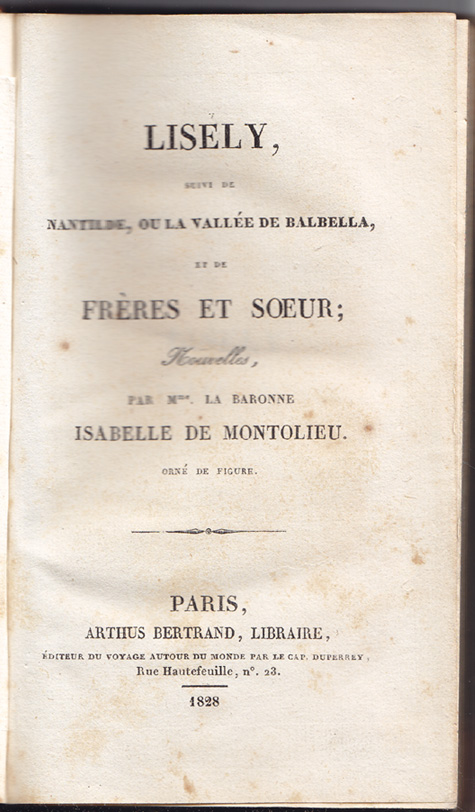 LISELY,
SUIVI DE
NANTILDE, OU LA VALLÉE DE BALBELLA,
ET DE
FRÈRES ET SŒUR;
Nouvelles,
PAR Mme. LA BARONNE
ISABELLE DE MONTOLIEU.
ORNÉ DE FIGURE.
PARIS,
ARTHUS BERTRAND, LIBRAIRE,
ÉDITEUR DU VOYAGE AUTOUR DU MONDE PAR LE CAP. DUPERREY,
Rue Hautefeuille, nº. 23.
1828